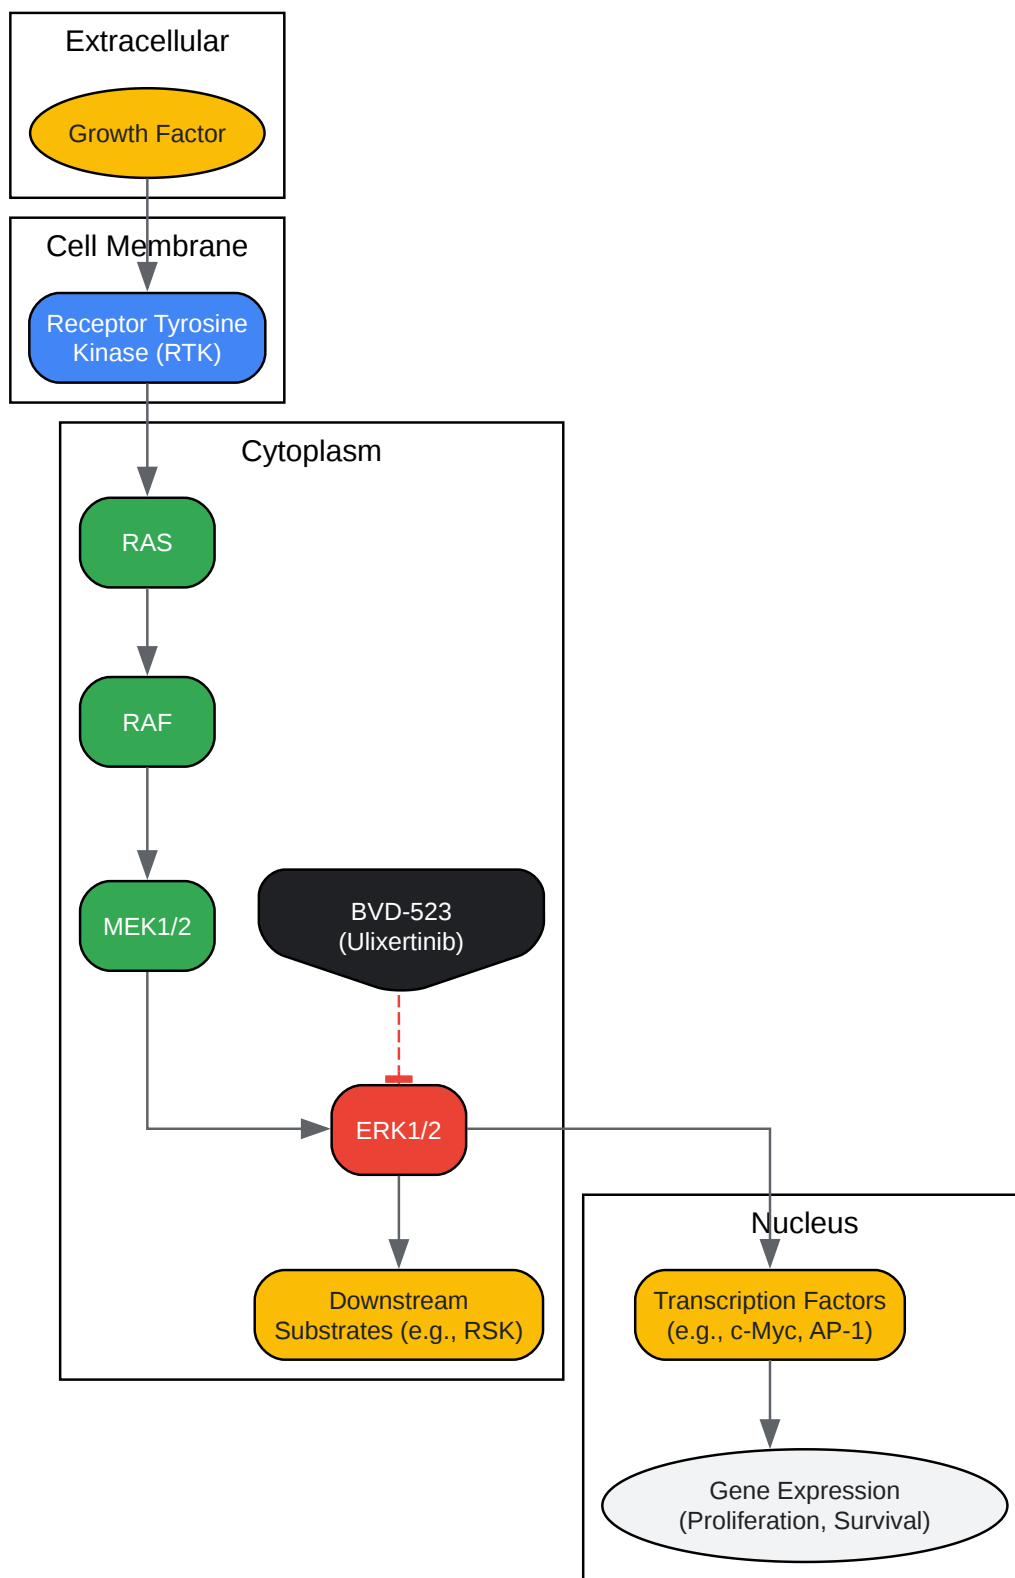 Extracellular
Growth Factor
Cell Membrane
Receptor Tyrosine
Kinase (RTK)
Cytoplasm
RAS
RAF
MEK1/2
BVD-523
(Ulixertinib)
ERK1/2
Downstream
Substrates (e.g., RSK)
Nucleus
Transcription Factors
(e.g., c-Myc, AP-1)
Gene Expression
(Proliferation, Survival)